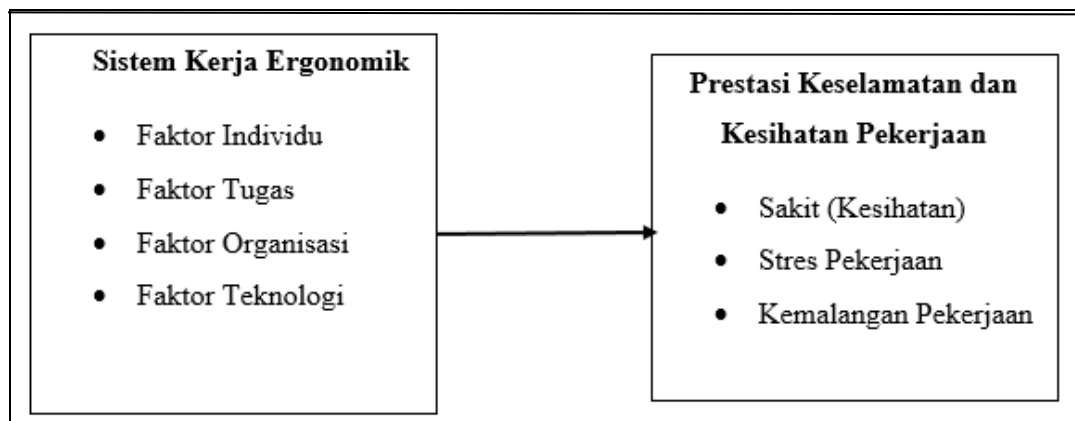 Sistem Kerja Ergonomik
• Faktor Individu
• Faktor Tugas
• Faktor Organisasi
• Faktor Teknologi
Prestasi Keselamatan dan
Kesihatan Pekerjaan
• Sakit (Kesihatan)
• Stres Pekerjaan
• Kemalangan Pekerjaan